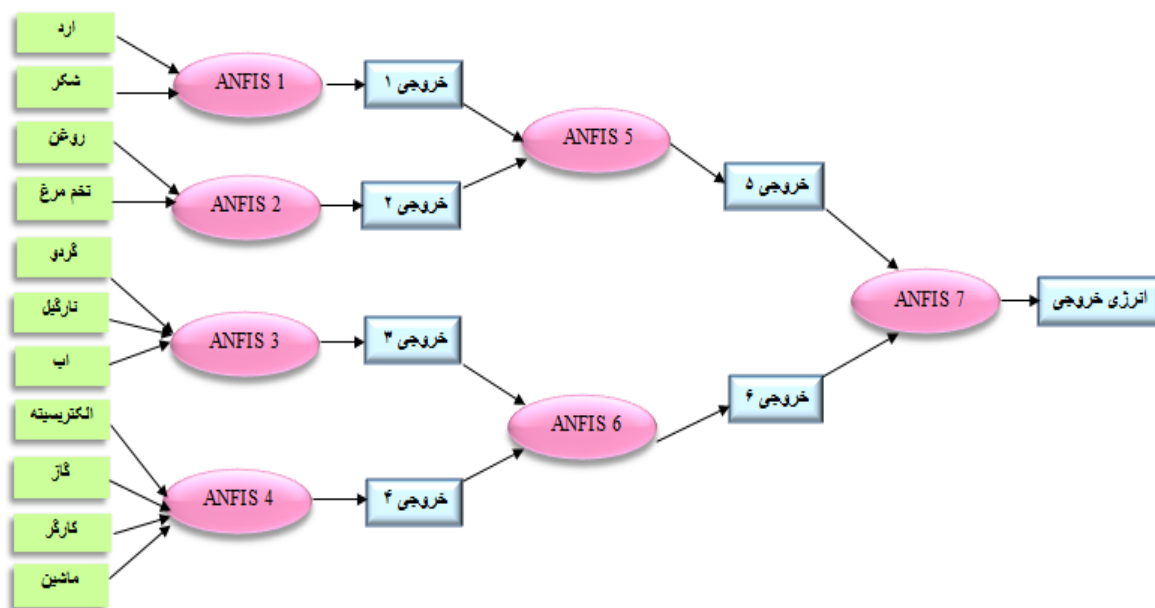 ارد
شکر
روغن
تخم مرغ
گردو
نارگیل
اب
الکتریسیته
گاز
کارگر
ماشین
ANFIS 1
ANFIS 2
ANFIS 3
ANFIS 4
خروجی ۱
خروجی ۲
خروجی ۳
خروجی ۴
ANFIS 5
ANFIS 6
خروجی ۵
خروجی ۶
ANFIS 7
انرژی خروجی